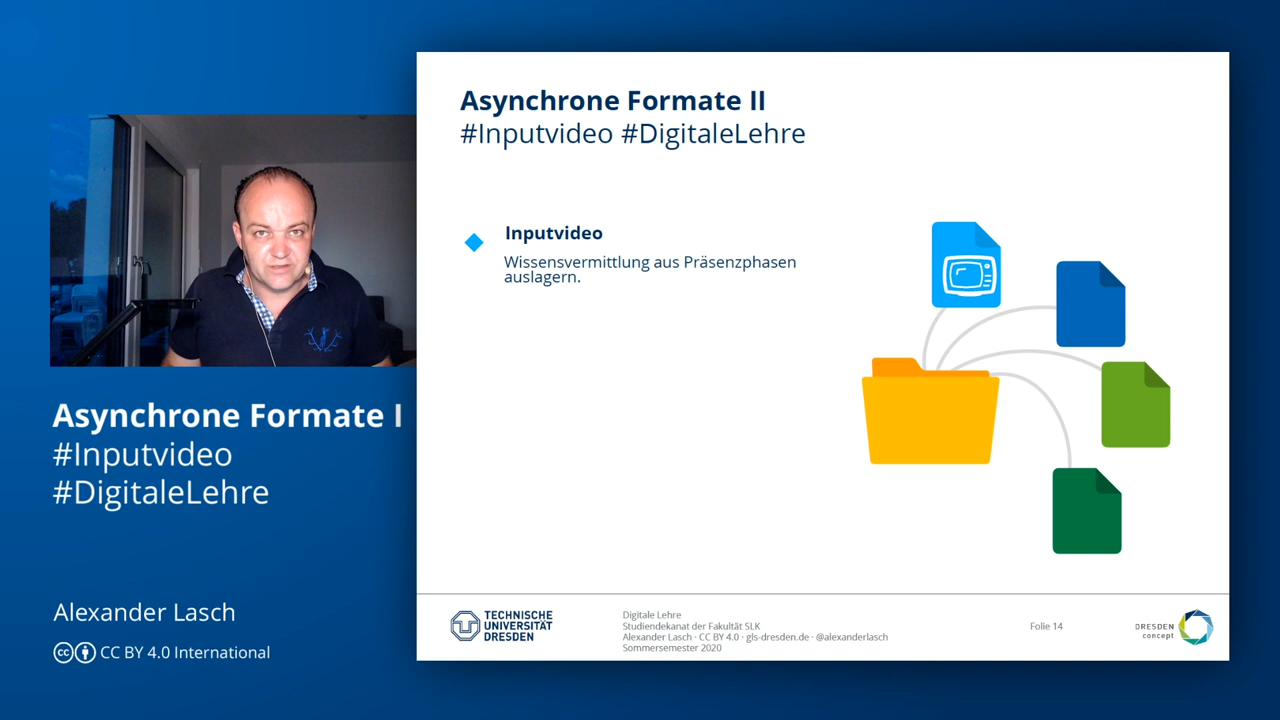 Asynchrone Formate II
#Inputvideo #DigitaleLehre
Inputvideo
Wissensvermittlung aus Präsenzphasen
auslagern.
Asynchrone Formate I
#Inputvideo
#DigitaleLehre
Alexander Lasch
cc CC BY 4.0 International
TECHNISCHE
UNIVERSITÄT
DRESDEN
Digitale Lehre
Studiendekanat der Fakultät SLK
Alexander Lasch · CC BY 4.0 · gls-dresden.de · @alexanderlasch
Sommersemester 2020
Folie 14
DRESDEN
concept